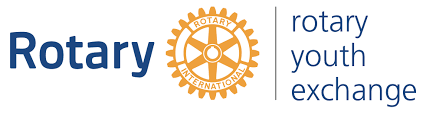 Rotary
ROTARY
INTERNATIONAL
rotary
youth
exchange